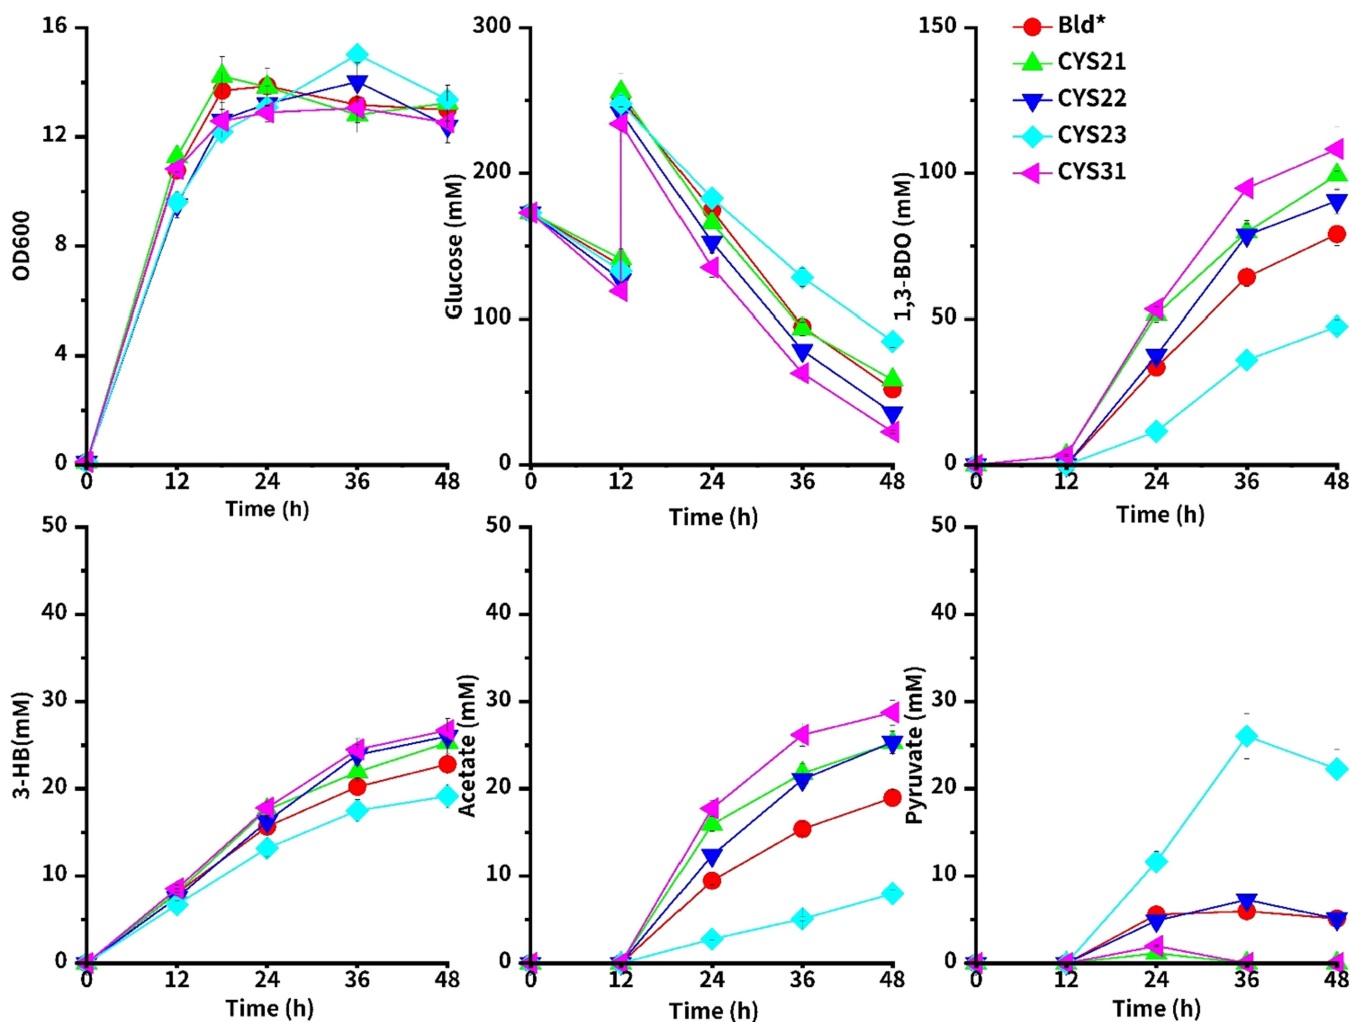 16
12
8
4
0
OD600
0 12 24 36 48
Time (h)
300
200
100
0
Glucose (mM)
0 12 24 36 48
Time (h)
150
100
50
0
1,3-BDO (mM)
0 12 24 36 48
Time (h)
Bld*
CYS21
CYS22
CYS23
CYS31
50
40
30
20
10
0
3-HB(mM)
0 12 24 36 48
Time (h)
50
40
30
20
10
0
Acetate (mM)
0 12 24 36 48
Time (h)
50
40
30
20
10
0
Pyruvate (mM)
0 12 24 36 48
Time (h)